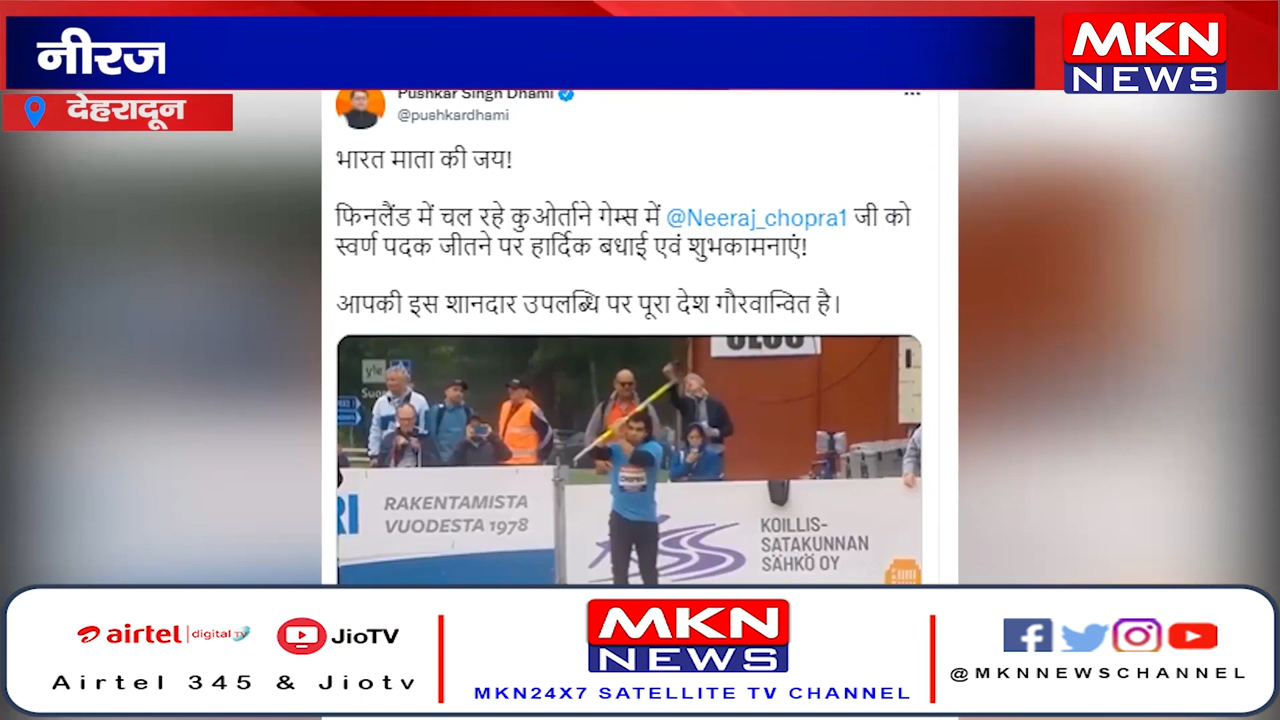 नीरज
MKN
NEWS
देहरादून
Pushkar Singh Dhami
@pushkardhami
भारत माता की जय!
फिनलैंड में चल रहे कुओर्ताने गेम्स में @Neeraj_chopra1 जी को
स्वर्ण पदक जीतने पर हार्दिक बधाई एवं शुभकामनाएं!
आपकी इस शानदार उपलब्धि पर पूरा देश गौरवान्वित है।
yle
RAKENTAMISTA
VUODESTA 1978
KOILLIS-
SATAKUNNAN
SÄHKÖ OY
airtel digital TV
JioTV
Airtel 345 & Jiotv
MKN
NEWS
MKN24X7 SATELLITE TV CHANNEL
@MKNNEWSCHANNEL